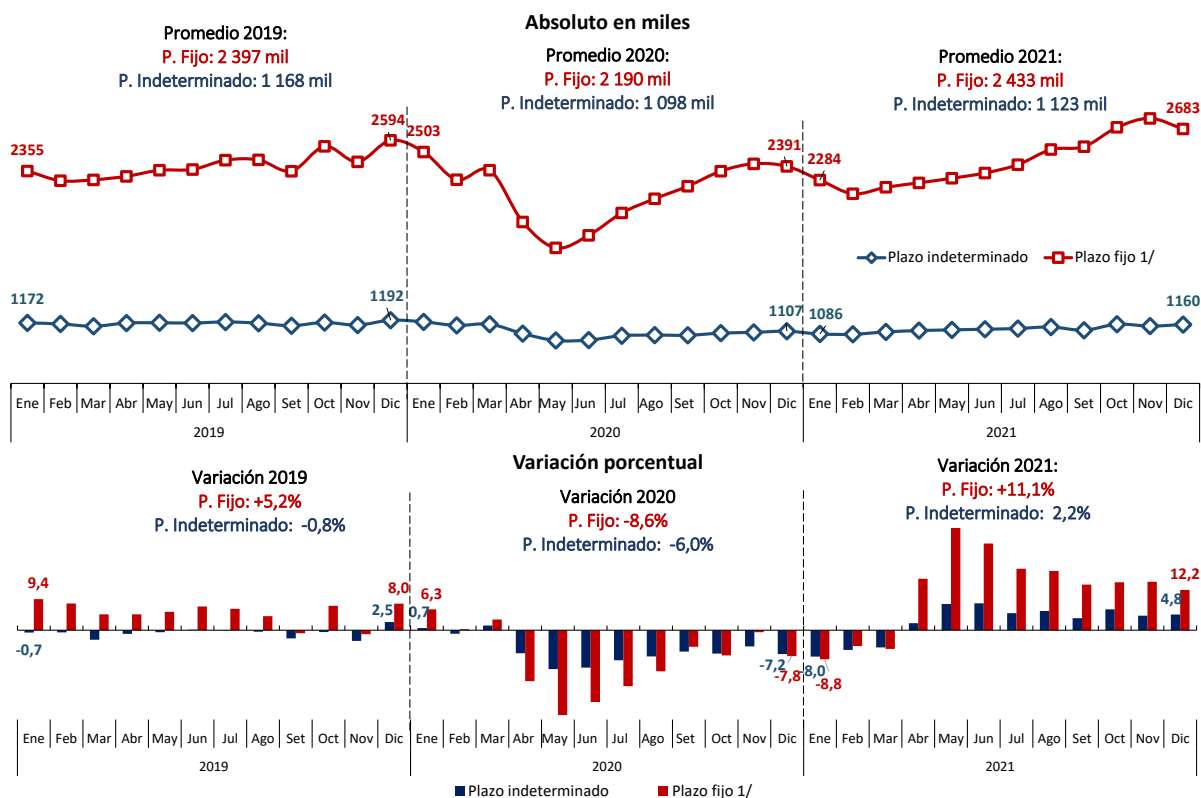 Absoluto en miles
Promedio 2019:
P. Fijo: 2 397 mil
P. Indeterminado: 1 168 mil
Promedio 2020:
P. Fijo: 2 190 mil
P. Indeterminado: 1 098 mil
Promedio 2021:
P. Fijo: 2 433 mil
P. Indeterminado: 1 123 mil
2355
2594
2503
2391
2284
2683
Plazo indeterminado
Plazo fijo 1/
1172
1192
1107
1086
1160
Ene Feb Mar Abr May Jun Jul Ago Set Oct Nov Dic Ene Feb Mar Abr May Jun Jul Ago Set Oct Nov Dic Ene Feb Mar Abr May Jun Jul Ago Set Oct Nov Dic
2019 2020 2021
Variación porcentual
Variación 2019
P. Fijo: +5,2%
P. Indeterminado: -0,8%
Variación 2020
P. Fijo: -8,6%
P. Indeterminado: -6,0%
Variación 2021:
P. Fijo: +11,1%
P. Indeterminado: 2,2%
9,4
-0,7
8,0
2,5
6,3
0,7
-7,2
-7,8
-8,0
-8,8
12,2
4,8
Ene Feb Mar Abr May Jun Jul Ago Set Oct Nov Dic Ene Feb Mar Abr May Jun Jul Ago Set Oct Nov Dic Ene Feb Mar Abr May Jun Jul Ago Set Oct Nov Dic
2019 2020 2021
Plazo indeterminado
Plazo fijo 1/